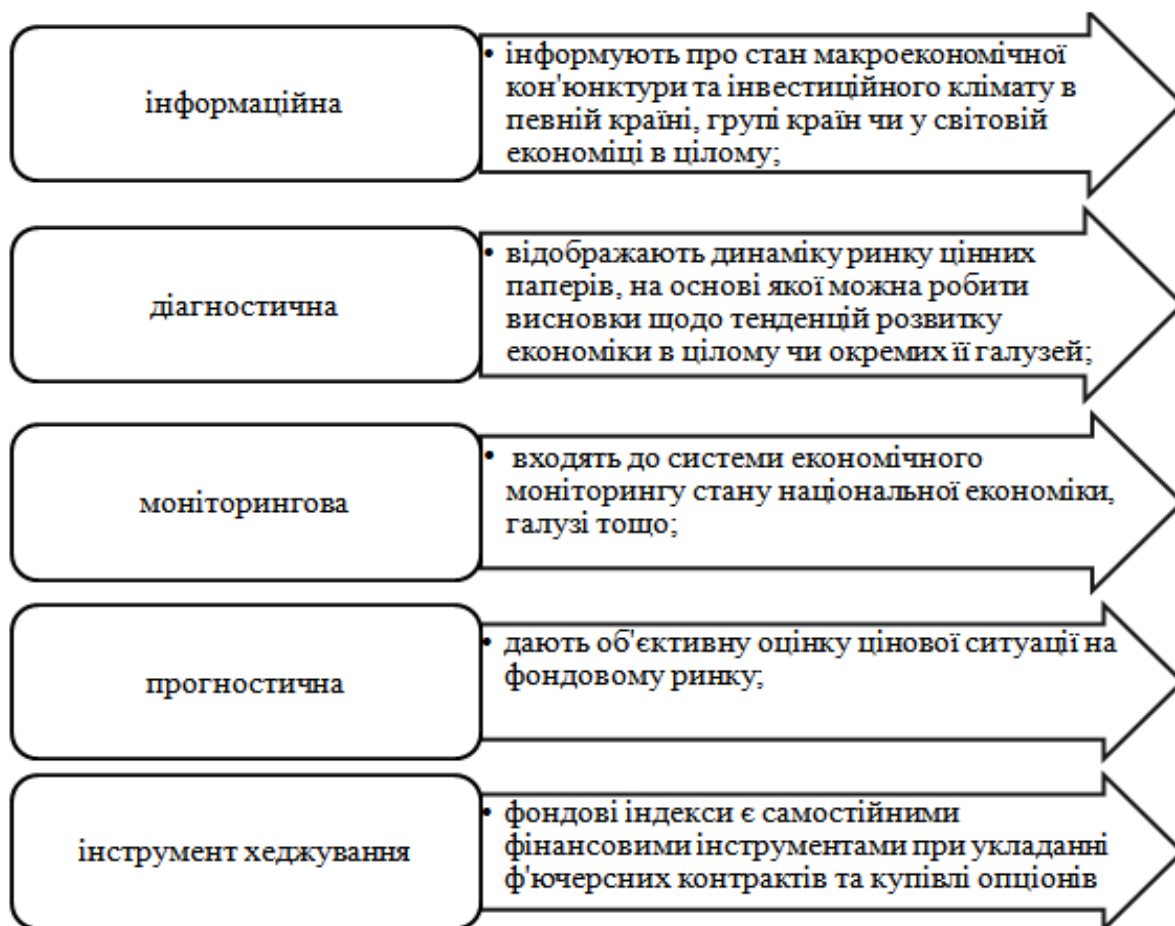 інформаційна
• інформують про стан макроекономічної
кон'юнктури та інвестиційного клімату в
певній країні, групі країн чи у світовій
економіці в цілому;
діагностична
• відображають динаміку ринку цінних
паперів, на основі якої можна робити
висновки щодо тенденцій розвитку
економіки в цілому чи окремих її галузей;
моніторингова
• входять до системи економічного
моніторингу стану національної економіки,
галузі тощо;
прогностична
• дають об'єктивну оцінку цінової ситуації на
фондовому ринку;
інструмент хеджування
• фондові індекси є самостійними
фінансовими інструментами при укладанні
ф'ючерсних контрактів та купівлі опціонів